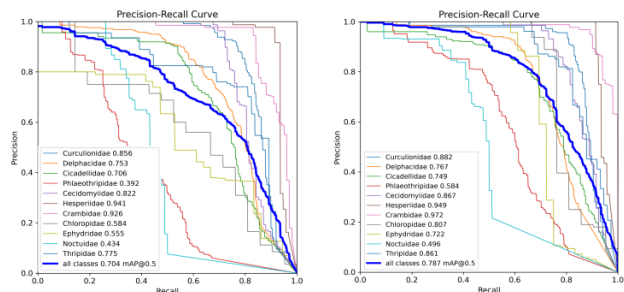 Precision-Recall Curve
1.0
0.8
0.6
0.4
0.2
0.0
Precision
Curculionidae 0.856
Delphacidae 0.753
Cicadellidae 0.706
Phlaeothripidae 0.392
Cecidomyiidae 0.822
Hesperiidae 0.941
Crambidae 0.926
Chloropidae 0.584
Ephydridae 0.555
Noctuidae 0.434
Thripidae 0.775
all classes 0.704 mAP@0.5
0.0 0.2 0.4 0.6 0.8 1.0
Recall
Precision-Recall Curve
1.0
0.8
0.6
0.4
0.2
0.0
Precision
Curculionidae 0.882
Delphacidae 0.767
Cicadellidae 0.749
Phlaeothripidae 0.584
Cecidomyiidae 0.867
Hesperiidae 0.949
Crambidae 0.972
Chloropidae 0.807
Ephydridae 0.722
Noctuidae 0.496
Thripidae 0.861
all classes 0.787 mAP@0.5
0.0 0.2 0.4 0.6 0.8 1.0
Recall